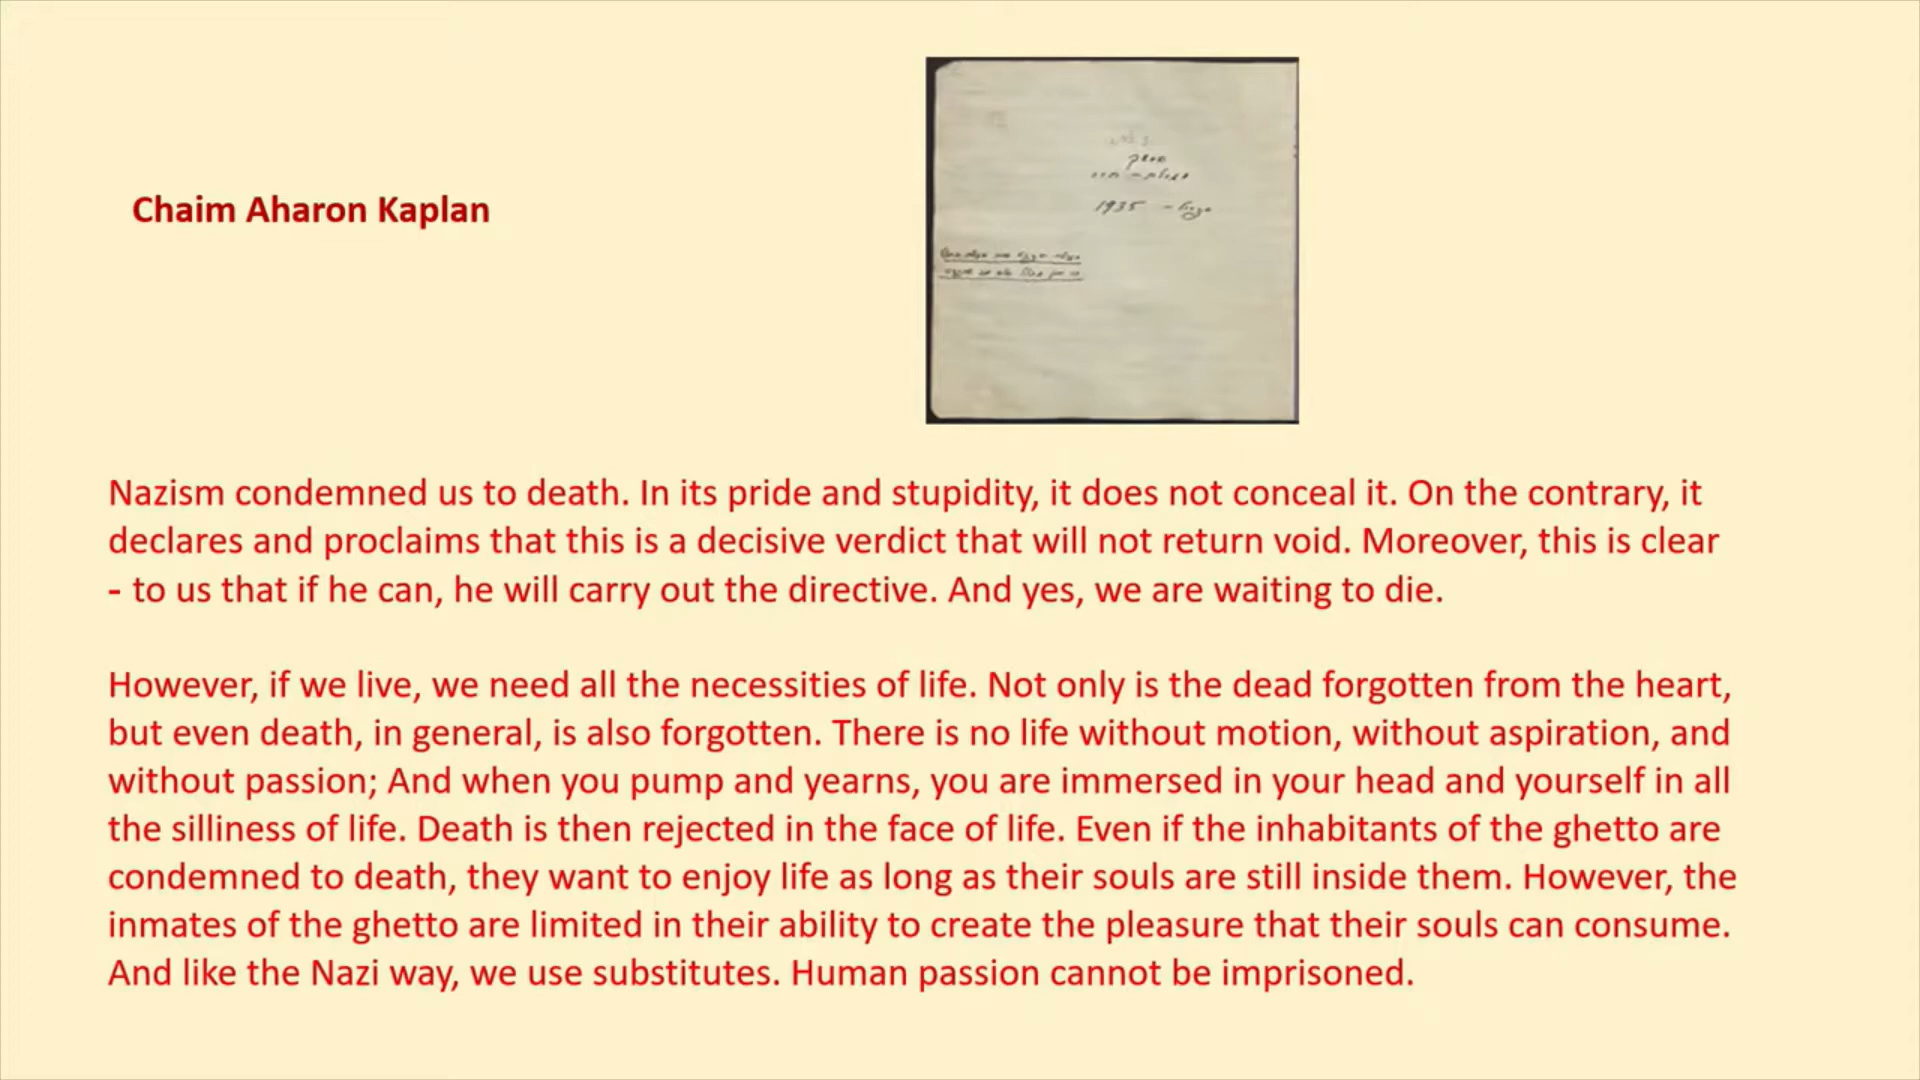 Chaim Aharon Kaplan
1935
Nazism condemned us to death. In its pride and stupidity, it does not conceal it. On the contrary, it
declares and proclaims that this is a decisive verdict that will not return void. Moreover, this is clear
- to us that if he can, he will carry out the directive. And yes, we are waiting to die.
However, if we live, we need all the necessities of life. Not only is the dead forgotten from the heart,
but even death, in general, is also forgotten. There is no life without motion, without aspiration, and
without passion; And when you pump and yearns, you are immersed in your head and yourself in all
the silliness of life. Death is then rejected in the face of life. Even if the inhabitants of the ghetto are
condemned to death, they want to enjoy life as long as their souls are still inside them. However, the
inmates of the ghetto are limited in their ability to create the pleasure that their souls can consume.
And like the Nazi way, we use substitutes. Human passion cannot be imprisoned.